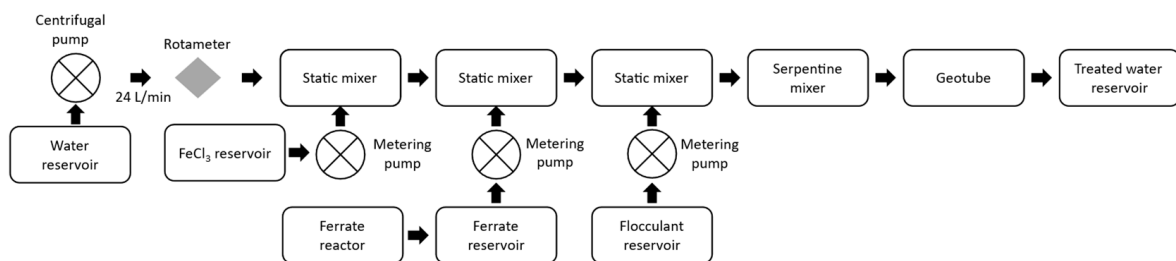 Centrifugal
pump
Rotameter
24 L/min
Static mixer
Static mixer
Static mixer
Serpentine
mixer
Geotube
Treated water
reservoir
Water
reservoir
FeCl₃ reservoir
Metering
pump
Metering
pump
Metering
pump
Ferrate
reactor
Ferrate
reservoir
Flocculant
reservoir